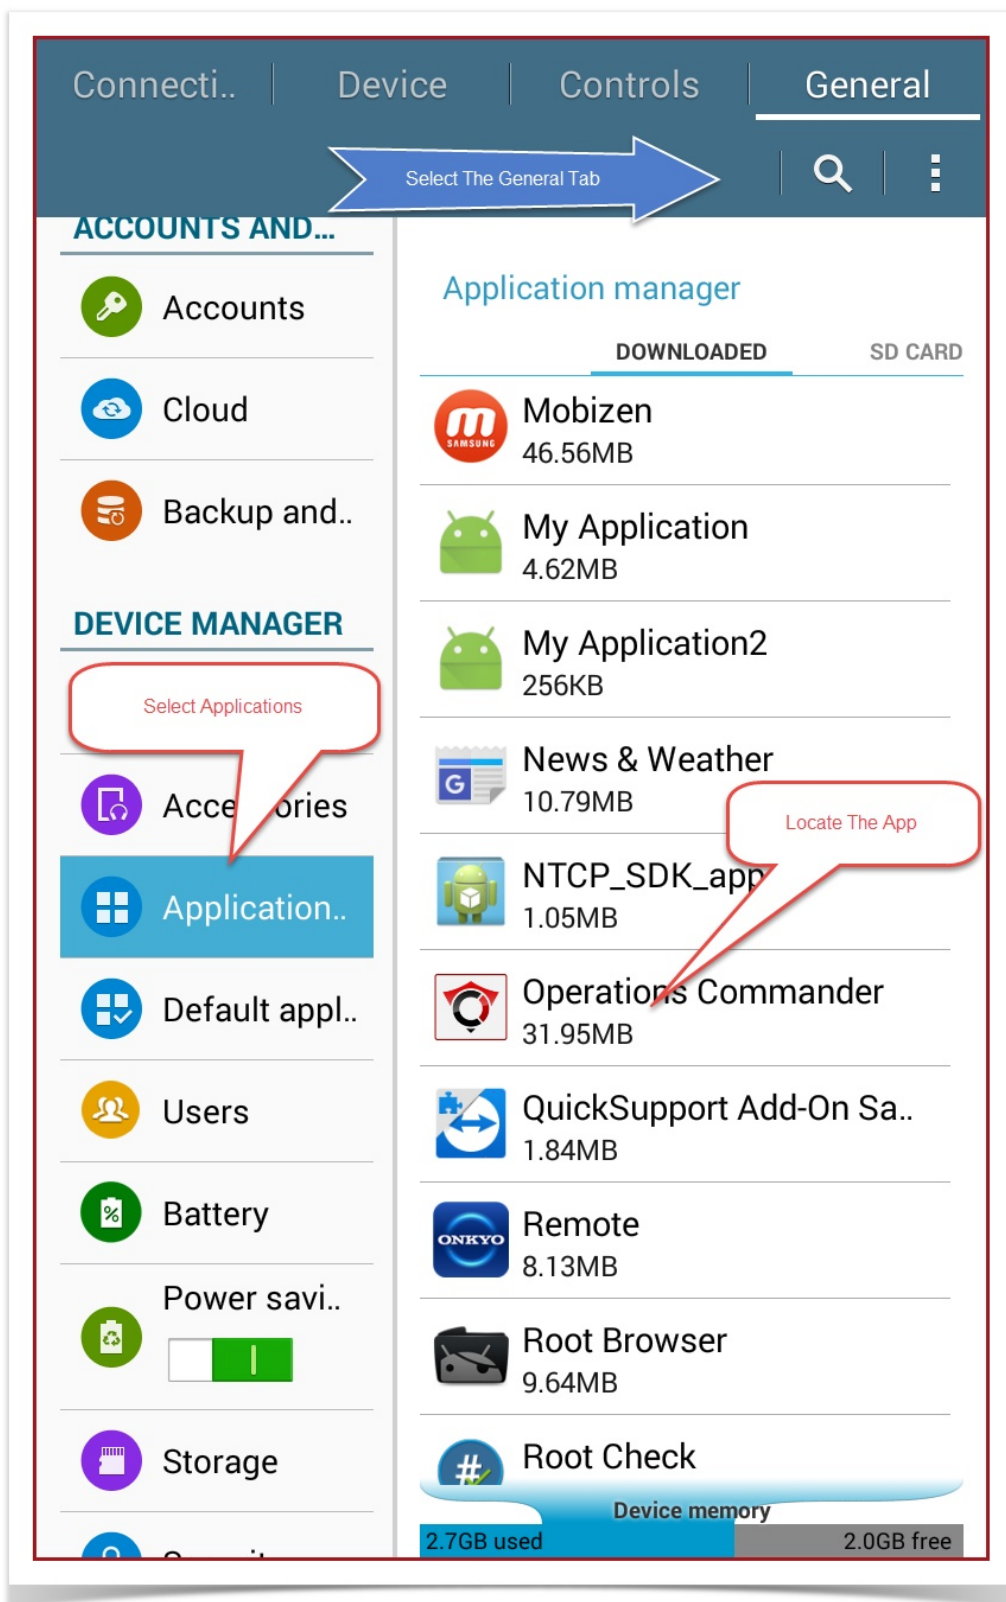 Connecti..
Device
Controls
General
Select The General Tab
ACCOUNTS AND...
Accounts
Cloud
Backup and..
DEVICE MANAGER
Select Applications
Accessories
Application..
Default appl..
Users
Battery
Power savi..
Storage
Application manager
DOWNLOADED
SD CARD
Mobizen
SAMSUNG
46.56MB
My Application
4.62MB
My Application2
256KB
News & Weather
G
10.79MB
Locate The App
NTCP_SDK_app
1.05MB
Operations Commander
31.95MB
QuickSupport Add-On Sa..
1.84MB
Remote
ONKYO
8.13MB
Root Browser
9.64MB
Root Check
#
Device memory
2.7GB used
2.0GB free